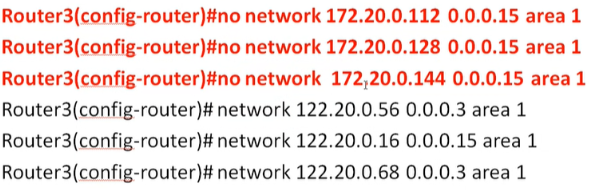 Router3(config-router)#no network 172.20.0.112 0.0.0.15 area 1
Router3(config-router)#no network 172.20.0.128 0.0.0.15 area 1
Router3(config-router)#no network 172.20.0.144 0.0.0.15 area 1
Router3(config-router)# network 122.20.0.56 0.0.0.3 area 1
Router3(config-router)# network 122.20.0.16 0.0.0.15 area 1
Router3(config-router)# network 122.20.0.68 0.0.0.3 area 1